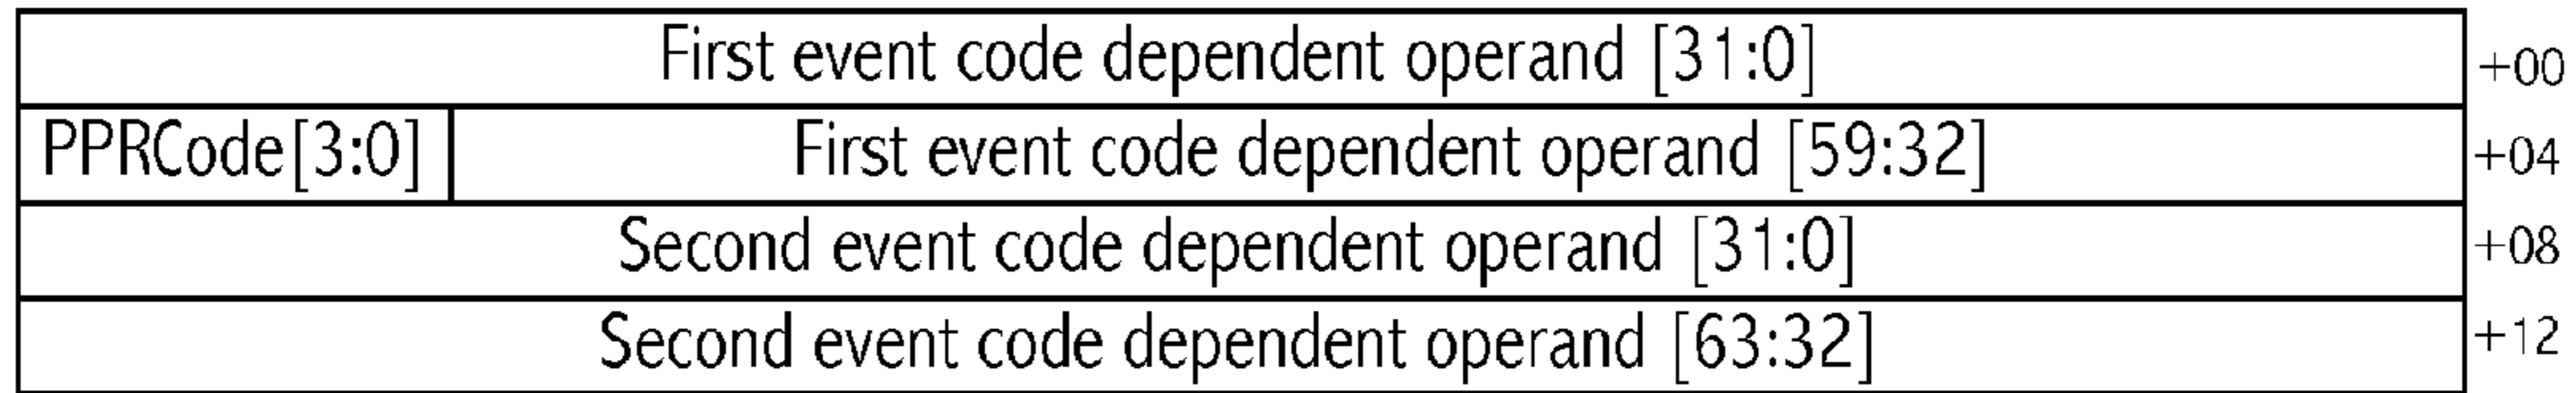 First event code dependent operand [31:0] +00
PPRCode[3:0] First event code dependent operand [59:32] +04
Second event code dependent operand [31:0] +08
Second event code dependent operand [63:32] +12